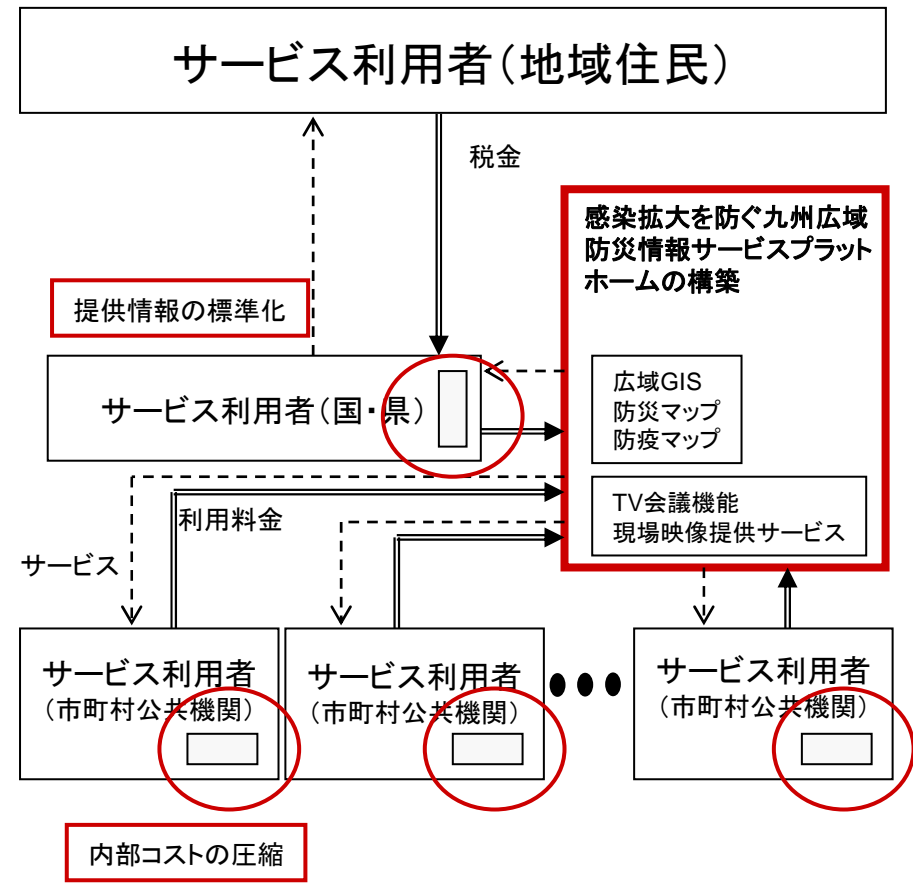 サービス利用者(地域住民)
税金
感染拡大を防ぐ九州広域
防災情報サービスプラット
ホームの構築
提供情報の標準化
サービス利用者(国・県)
広域GIS
防災マップ
防疫マップ
TV会議機能
現場映像提供サービス
利用料金
サービス
サービス利用者
(市町村公共機関)
サービス利用者
(市町村公共機関)
サービス利用者
(市町村公共機関)
内部コストの圧縮